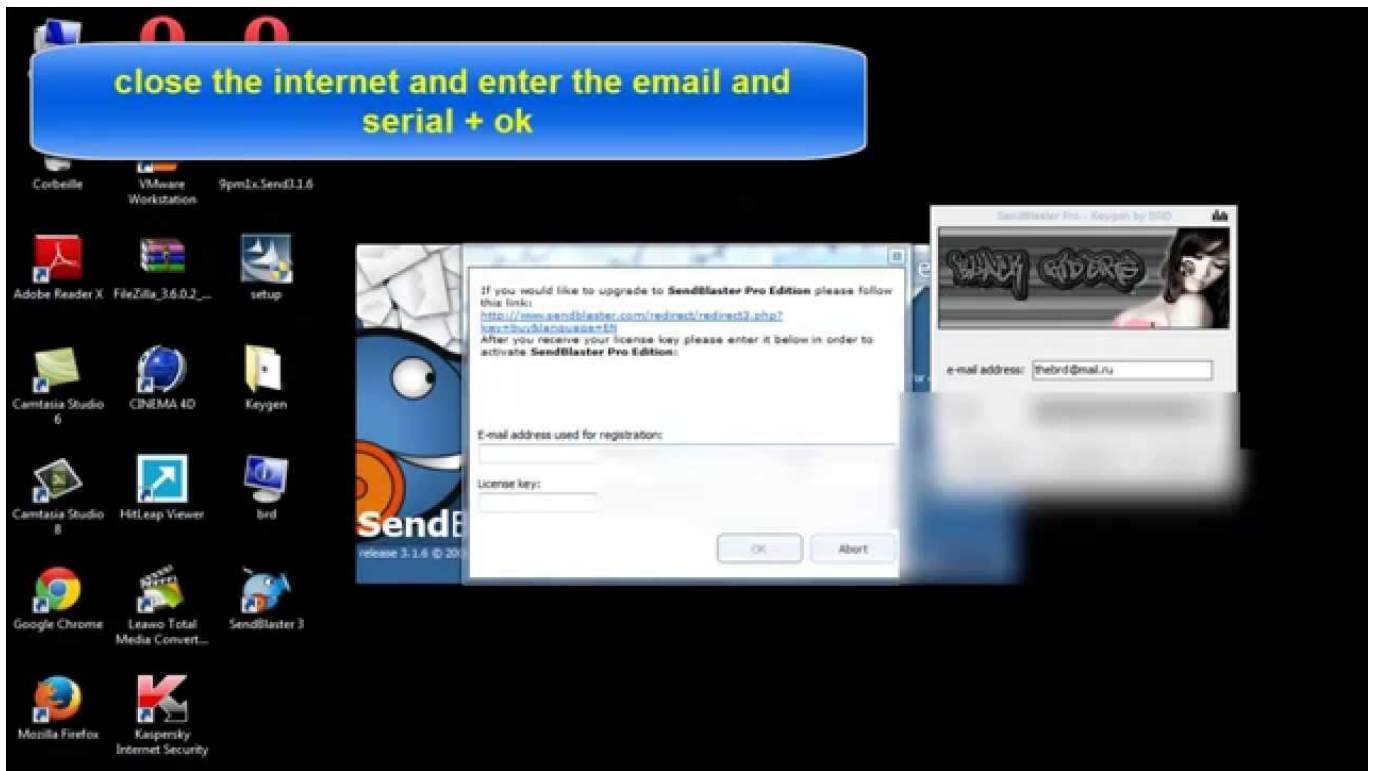 close the internet and enter the email and
serial + ok
Corbeille
VMware
Workstation
9pm1x.Send3.1.6
Adobe Reader X
FileZilla_3.6.0.2_...
setup
Camtasia Studio
6
CINEMA 4D
Keygen
Camtasia Studio
8
HitLeap Viewer
brd
Google Chrome
Leawo Total
Media Convert...
SendBlaster 3
Mozilla Firefox
Kaspersky
Internet Security
If you would like to upgrade to SendBlaster Pro Edition please follow
this link:
http://www.sendblaster.com/redirect/redirect3.php?
key=buy&language=EN
After you receive your license key please enter it below in order to
activate SendBlaster Pro Edition:
E-mail address used for registration:
License key:
OK
Abort
SendB
release 3.1.6 © 200
SendBlaster Pro - Keygen by BRD
BLACK RIDERS
e-mail address:
thebrd@mail.ru